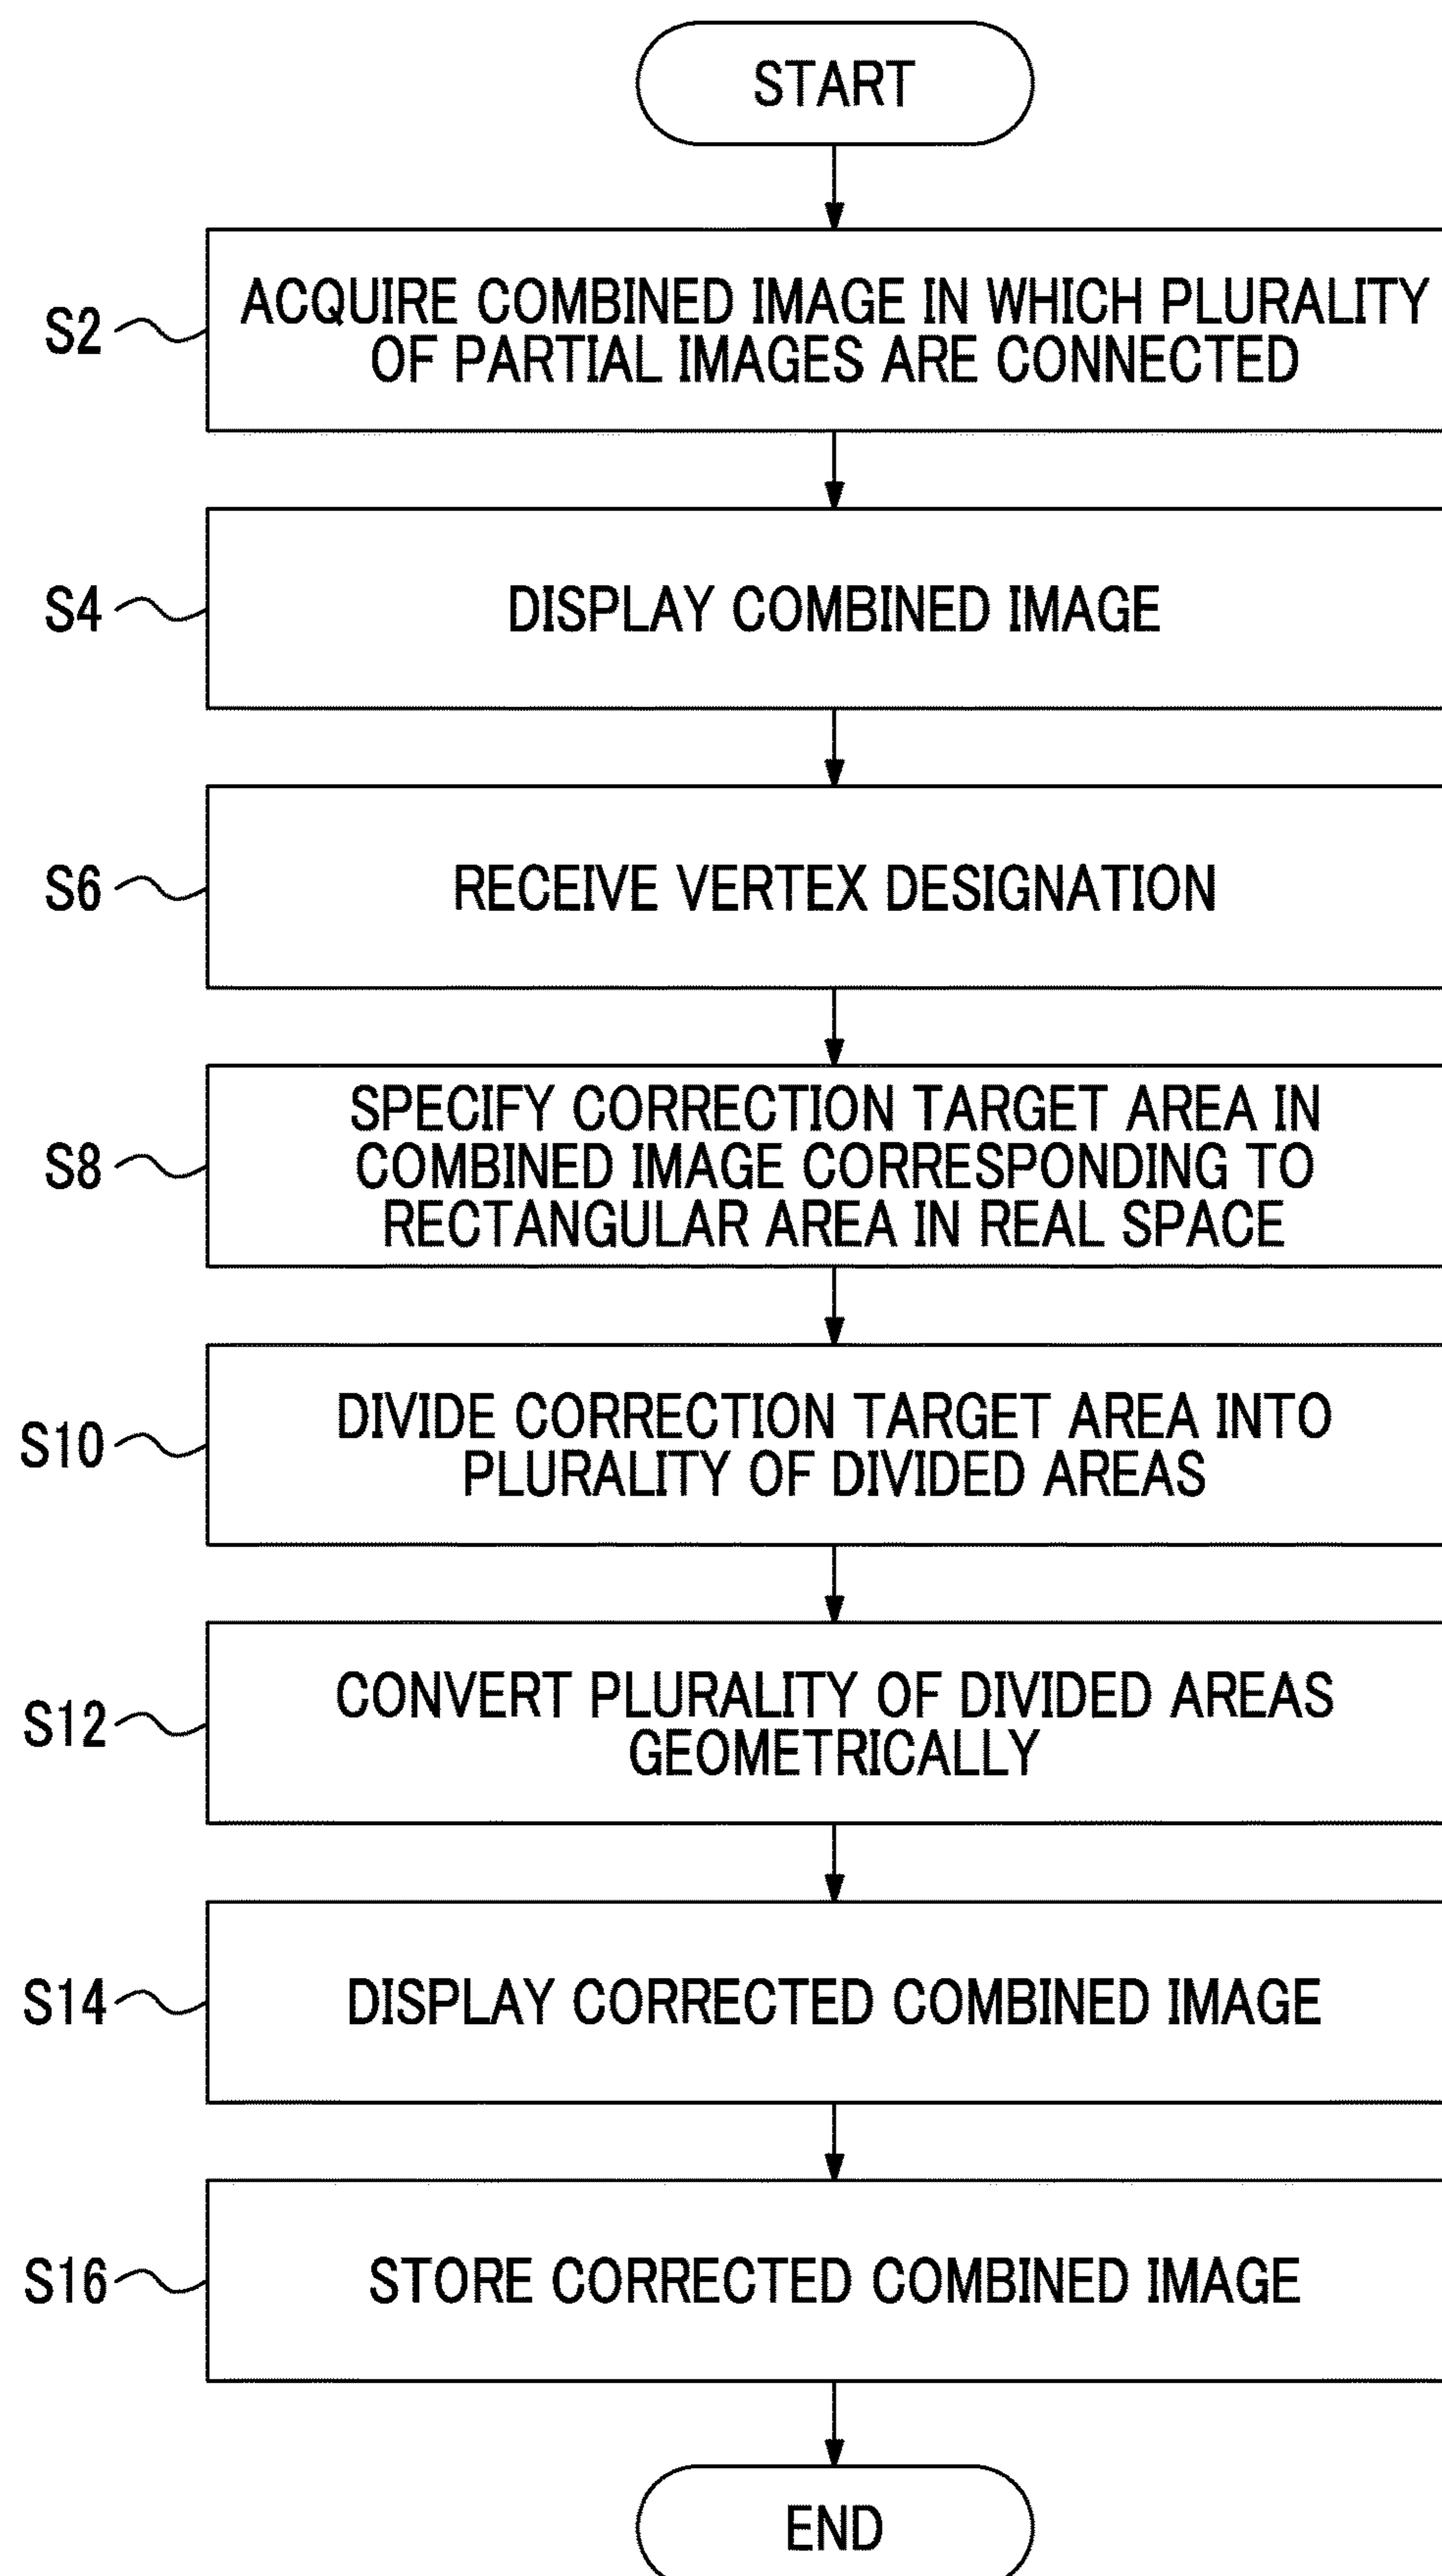 START
S2
ACQUIRE COMBINED IMAGE IN WHICH PLURALITY
OF PARTIAL IMAGES ARE CONNECTED
S4
DISPLAY COMBINED IMAGE
S6
RECEIVE VERTEX DESIGNATION
S8
SPECIFY CORRECTION TARGET AREA IN
COMBINED IMAGE CORRESPONDING TO
RECTANGULAR AREA IN REAL SPACE
S10
DIVIDE CORRECTION TARGET AREA INTO
PLURALITY OF DIVIDED AREAS
S12
CONVERT PLURALITY OF DIVIDED AREAS
GEOMETRICALLY
S14
DISPLAY CORRECTED COMBINED IMAGE
S16
STORE CORRECTED COMBINED IMAGE
END